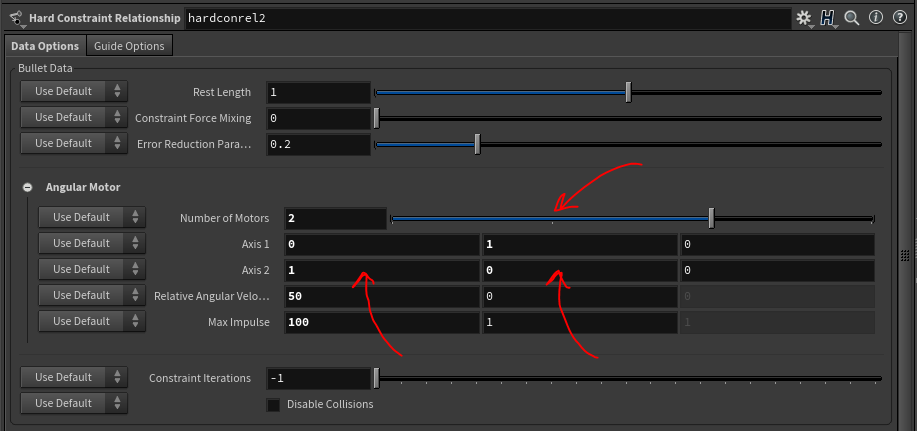 Hard Constraint Relationship hardconrel2
Data Options Guide Options
Bullet Data
Use Default Rest Length 1
Use Default Constraint Force Mixing 0
Use Default Error Reduction Para... 0.2
Angular Motor
Use Default Number of Motors 2
Use Default Axis 1 0 1 0
Use Default Axis 2 1 0 0
Use Default Relative Angular Velo... 50 0 0
Use Default Max Impulse 100 1 1
Use Default Constraint Iterations -1
Use Default Disable Collisions